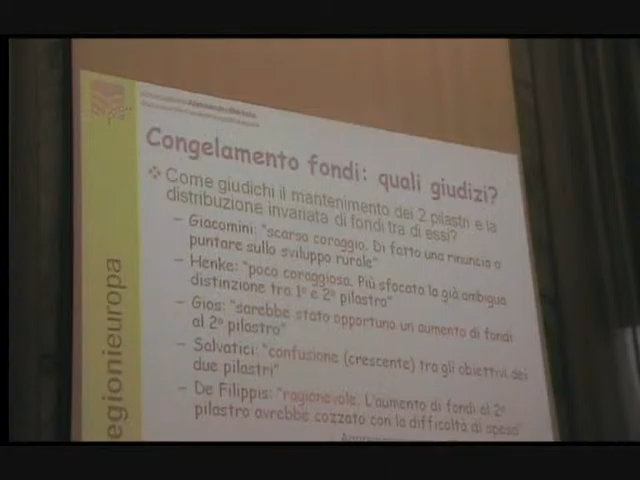 Congelamento fondi: quali giudizi?
❖ Come giudichi il mantenimento dei 2 pilastri e la
distribuzione invariata di fondi tra di essi?
– Giacomini: "scarso coraggio. Di fatto una rinuncia a
puntare sullo sviluppo rurale"
– Henke: "poco coraggiosa. Più sfocata la già ambigua
distinzione tra 1° e 2° pilastro"
– Gios: "sarebbe stato opportuno un aumento di fondi
al 2° pilastro"
– Salvatici: "confusione (crescente) tra gli obiettivi dei
due pilastri"
– De Filippis: "ragionevole. L'aumento di fondi al 2°
pilastro avrebbe cozzato con la difficoltà di spesa"
egionieuropa